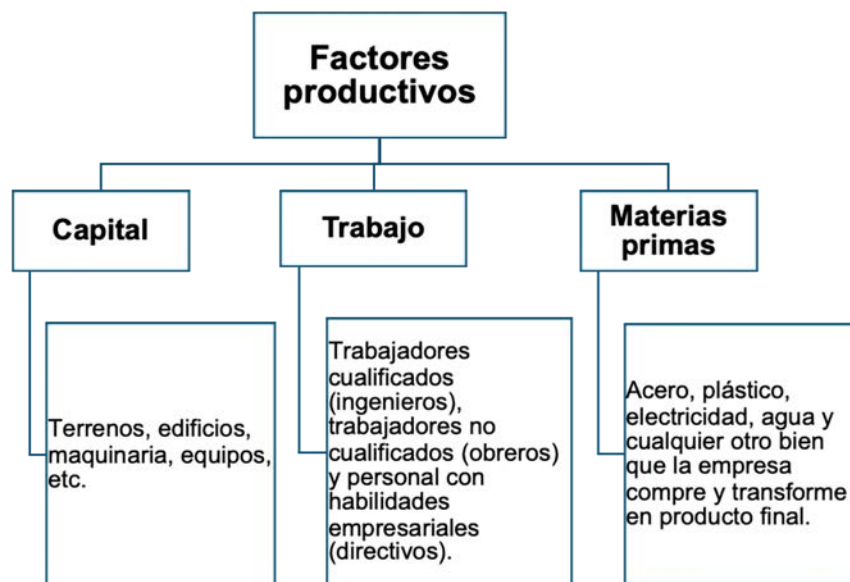 Factores
productivos
Capital
Trabajo
Materias
primas
Terrenos, edificios,
maquinaria, equipos,
etc.
Trabajadores
cualificados
(ingenieros),
trabajadores no
cualificados (obreros)
y personal con
habilidades
empresariales
(directivos).
Acero, plástico,
electricidad, agua y
cualquier otro bien
que la empresa
compre y transforme
en producto final.